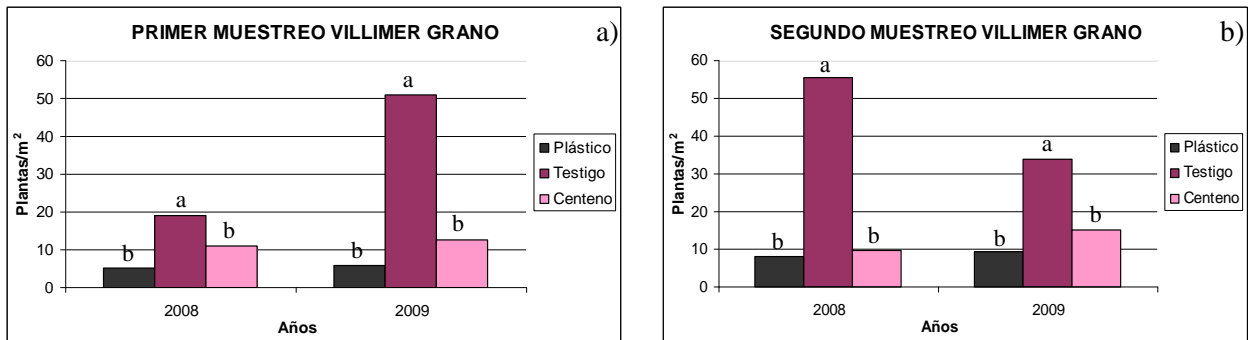 PRIMER MUESTREO VILLIMER GRANO
a)
60
50
40
30
20
10
0
Plantas/m²
b
a
b
b
a
b
2008
2009
Años
Plástico
Testigo
Centeno
SEGUNDO MUESTREO VILLIMER GRANO
b)
60
50
40
30
20
10
0
Plantas/m²
b
a
b
b
a
b
2008
2009
Años
Plástico
Testigo
Centeno